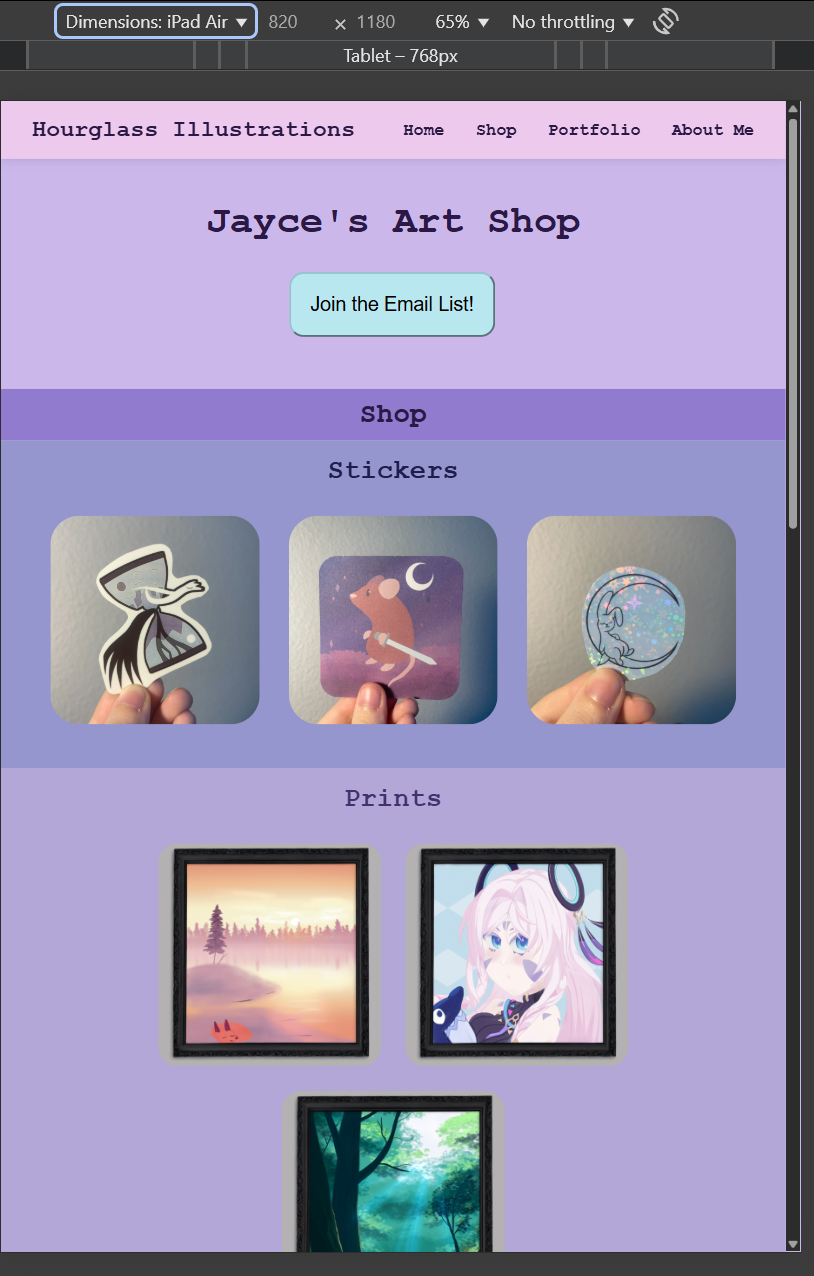 Dimensions: iPad Air 820 × 1180 65% No throttling
Tablet – 768px
Hourglass Illustrations Home Shop Portfolio About Me
Jayce's Art Shop
Join the Email List!
Shop
Stickers
Prints